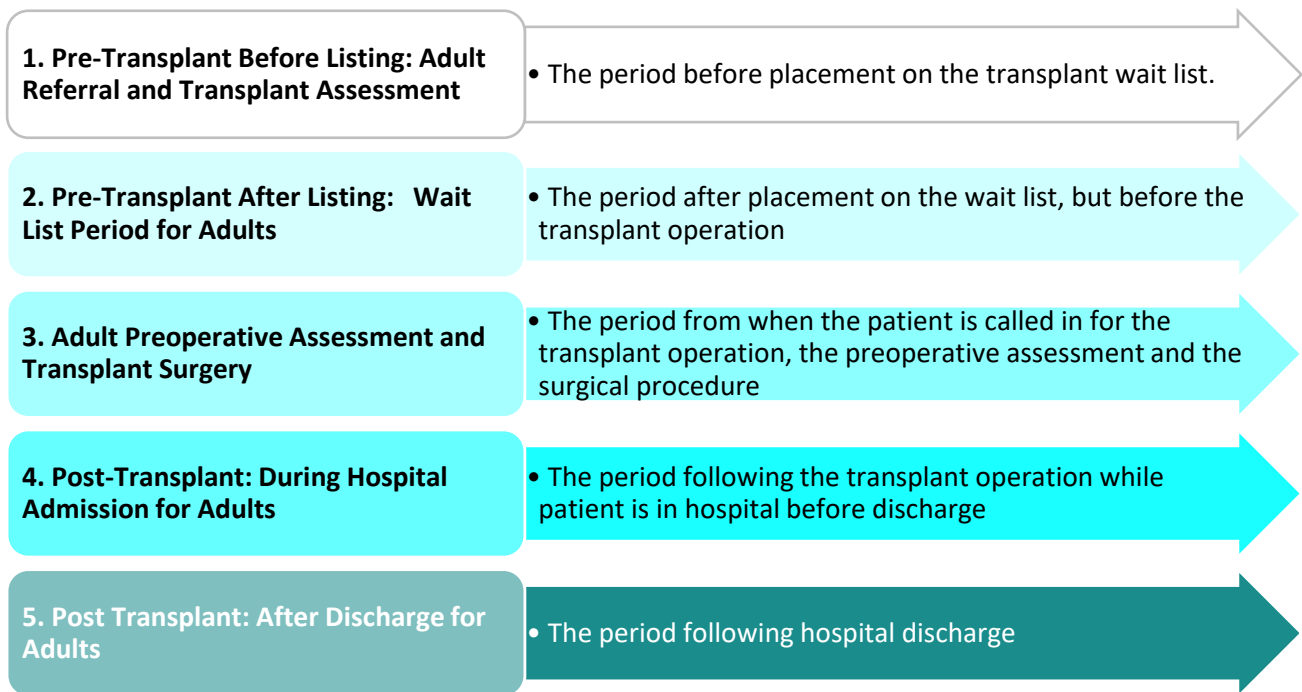 1. Pre-Transplant Before Listing: Adult
Referral and Transplant Assessment
• The period before placement on the transplant wait list.
2. Pre-Transplant After Listing:   Wait
List Period for Adults
• The period after placement on the wait list, but before the
transplant operation
3. Adult Preoperative Assessment and
Transplant Surgery
• The period from when the patient is called in for the
transplant operation, the preoperative assessment and the
surgical procedure
4. Post-Transplant: During Hospital
Admission for Adults
• The period following the transplant operation while
patient is in hospital before discharge
5. Post Transplant: After Discharge for
Adults
• The period following hospital discharge